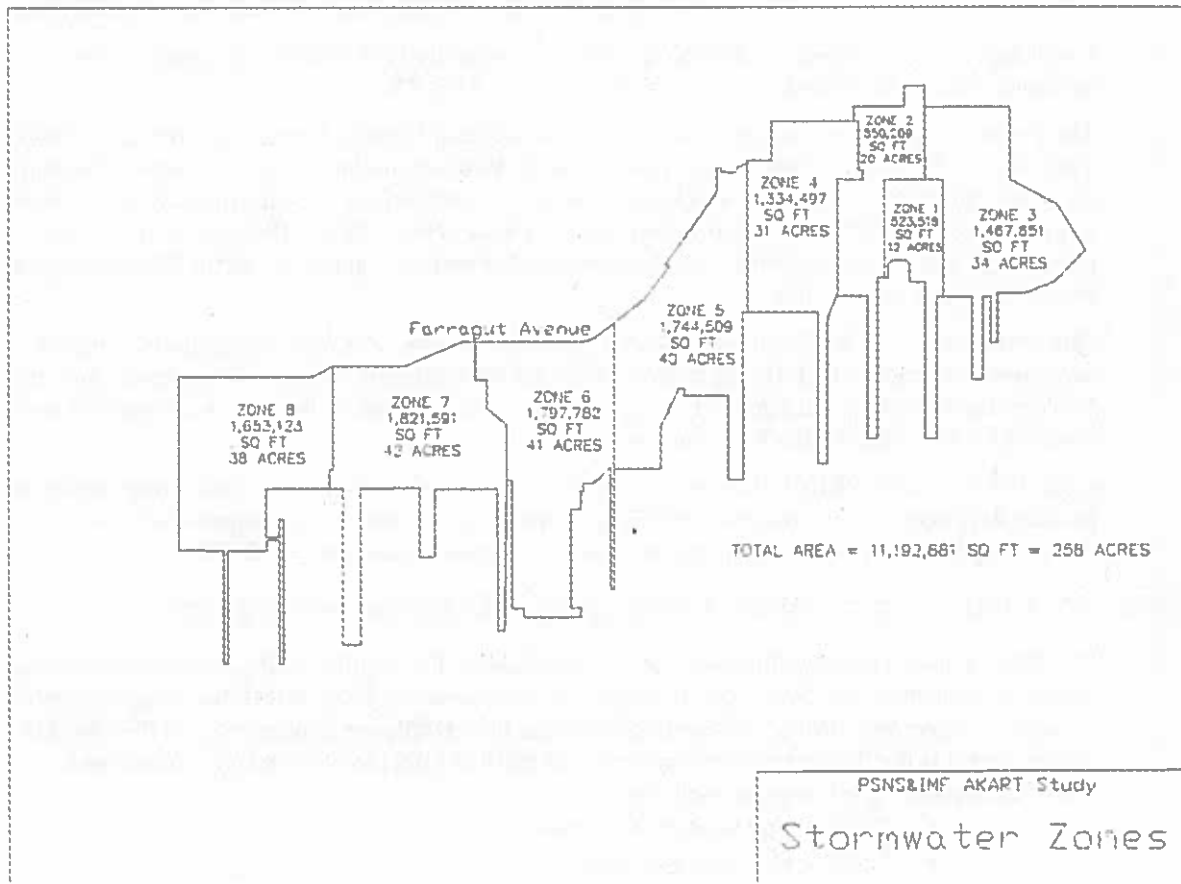 ZONE 2
850,269
SQ FT
20 ACRES
ZONE 4
1,334,497
SQ FT
31 ACRES
ZONE 1
523,519
SQ FT
12 ACRES
ZONE 3
1,467,851
SQ FT
34 ACRES
ZONE 5
1,744,509
SQ FT
40 ACRES
Farragut Avenue
ZONE 6
1,797,782
SQ FT
41 ACRES
ZONE 7
1,821,591
SQ FT
42 ACRES
ZONE 8
1,653,123
SQ FT
38 ACRES
TOTAL AREA = 11,192,681 SQ FT = 258 ACRES
PSNS&IMF AKART Study
Stormwater Zones